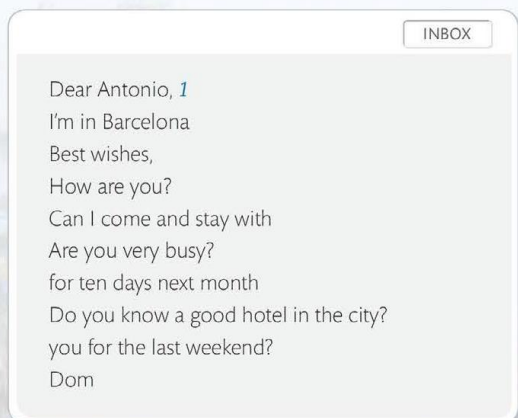 INBOX
Dear Antonio, 1
I'm in Barcelona
Best wishes,
How are you?
Can I come and stay with
Are you very busy?
for ten days next month
Do you know a good hotel in the city?
you for the last weekend?
Dom